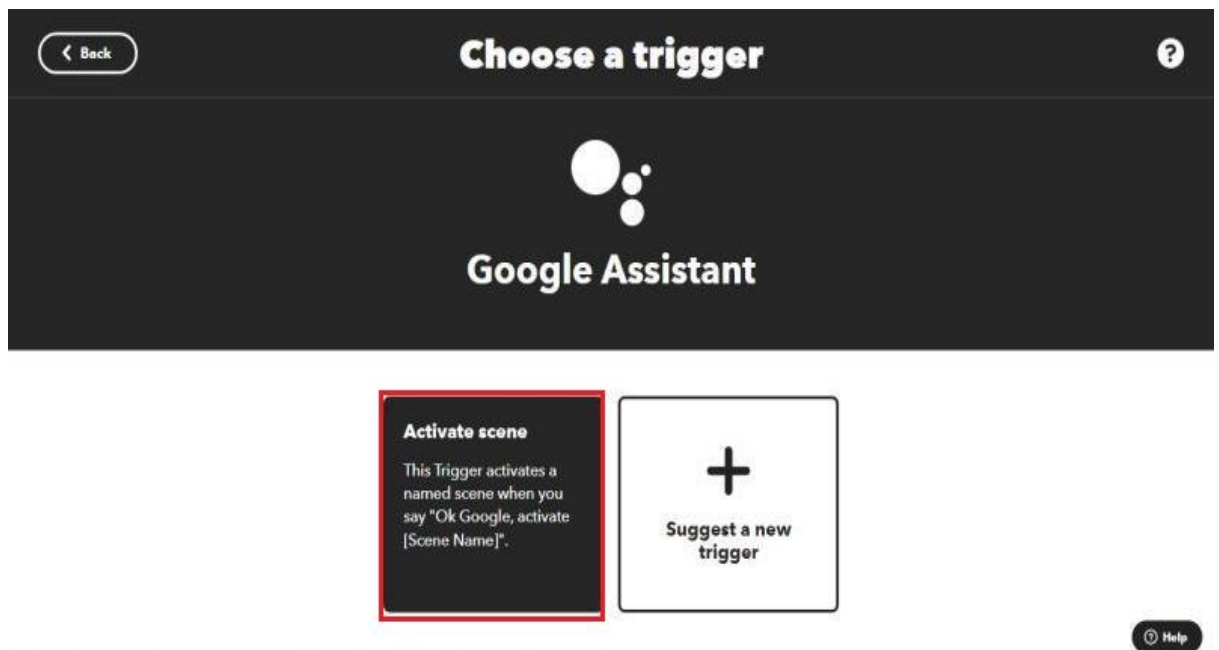 Back
Choose a trigger
?
Google Assistant
Activate scene
This Trigger activates a
named scene when you
say "Ok Google, activate
[Scene Name]".
Suggest a new
trigger
? Help